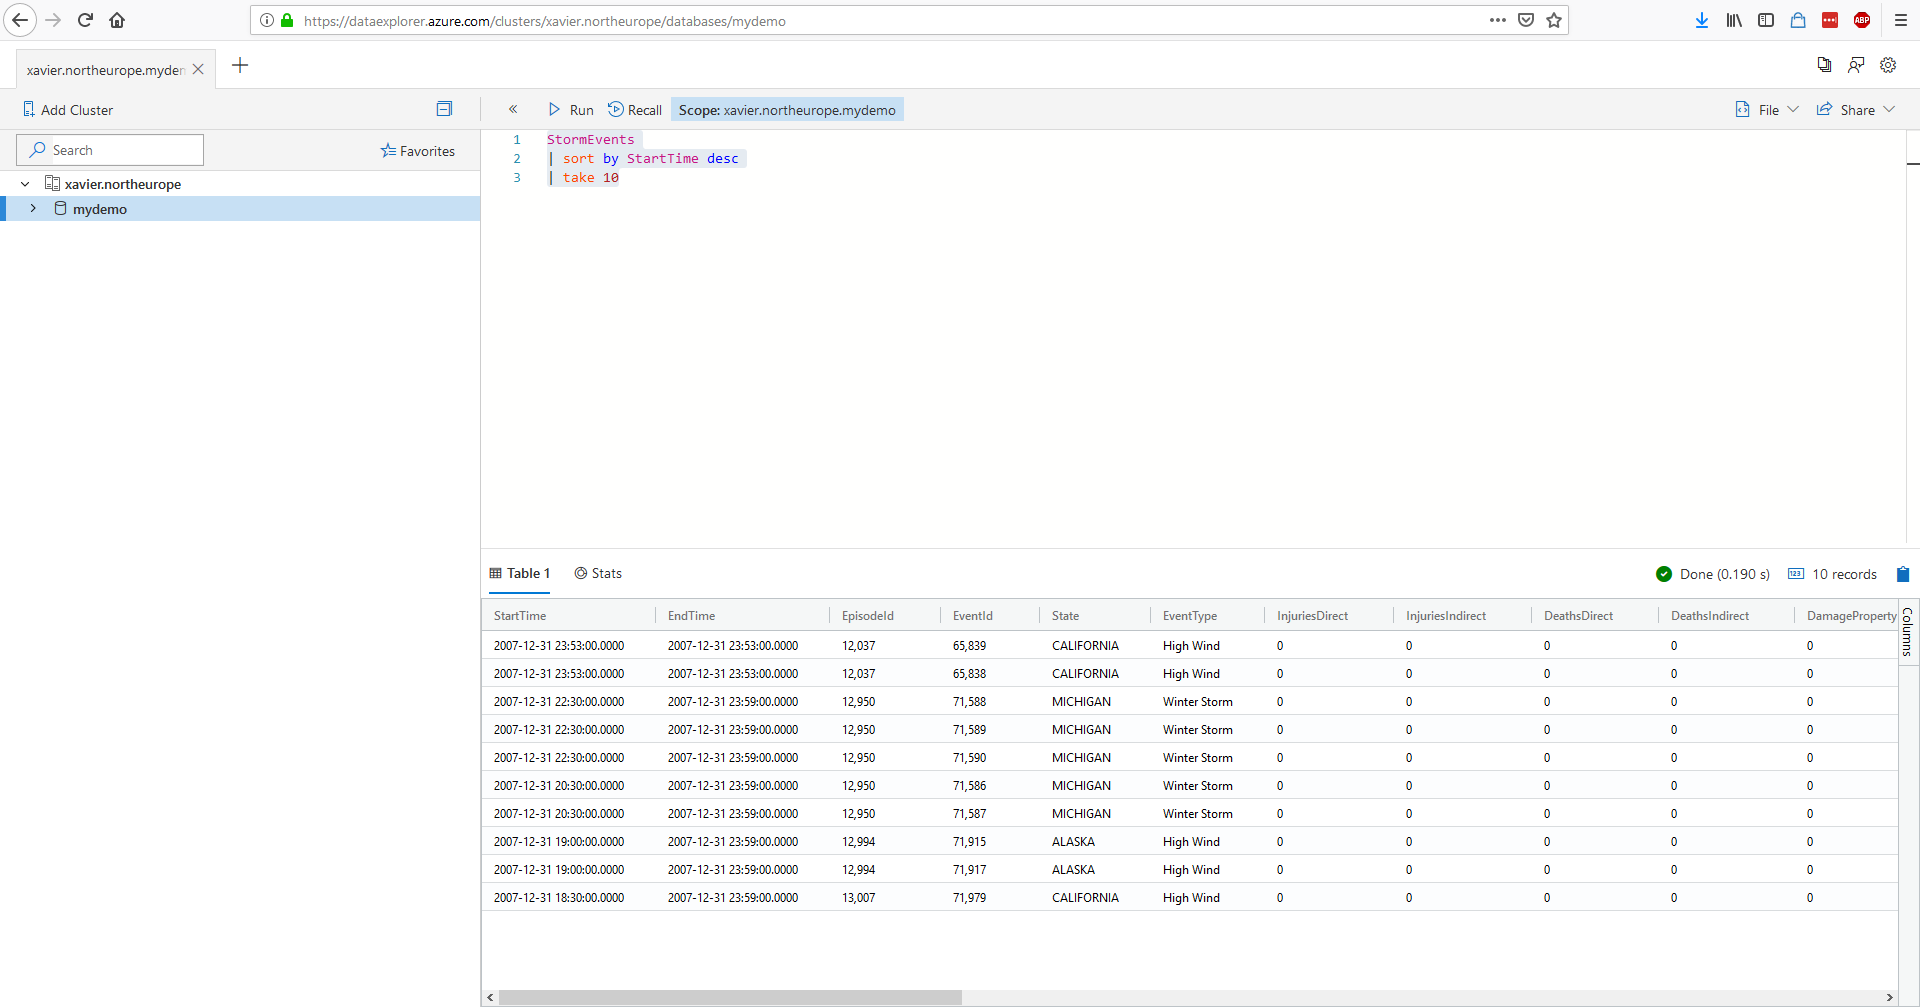 https://dataexplorer.azure.com/clusters/xavier.northeurope/databases/mydemo
ABP
xavier.northeurope.myden
Add Cluster
Run Recall Scope: xavier.northeurope.mydemo File Share
Search Favorites
xavier.northeurope
mydemo
1 StormEvents
2 | sort by StartTime desc
3 | take 10
Table 1 Stats Done (0.190 s) 123 10 records
StartTime EndTime EpisodeId EventId State EventType InjuriesDirect InjuriesIndirect DeathsDirect DeathsIndirect DamageProperty Columns
2007-12-31 23:53:00.0000 2007-12-31 23:53:00.0000 12,037 65,839 CALIFORNIA High Wind 0 0 0 0 0
2007-12-31 23:53:00.0000 2007-12-31 23:53:00.0000 12,037 65,838 CALIFORNIA High Wind 0 0 0 0 0
2007-12-31 22:30:00.0000 2007-12-31 23:59:00.0000 12,950 71,588 MICHIGAN Winter Storm 0 0 0 0 0
2007-12-31 22:30:00.0000 2007-12-31 23:59:00.0000 12,950 71,589 MICHIGAN Winter Storm 0 0 0 0 0
2007-12-31 22:30:00.0000 2007-12-31 23:59:00.0000 12,950 71,590 MICHIGAN Winter Storm 0 0 0 0 0
2007-12-31 20:30:00.0000 2007-12-31 23:59:00.0000 12,950 71,586 MICHIGAN Winter Storm 0 0 0 0 0
2007-12-31 20:30:00.0000 2007-12-31 23:59:00.0000 12,950 71,587 MICHIGAN Winter Storm 0 0 0 0 0
2007-12-31 19:00:00.0000 2007-12-31 23:59:00.0000 12,994 71,915 ALASKA High Wind 0 0 0 0 0
2007-12-31 19:00:00.0000 2007-12-31 23:59:00.0000 12,994 71,917 ALASKA High Wind 0 0 0 0 0
2007-12-31 18:30:00.0000 2007-12-31 23:59:00.0000 13,007 71,979 CALIFORNIA High Wind 0 0 0 0 0